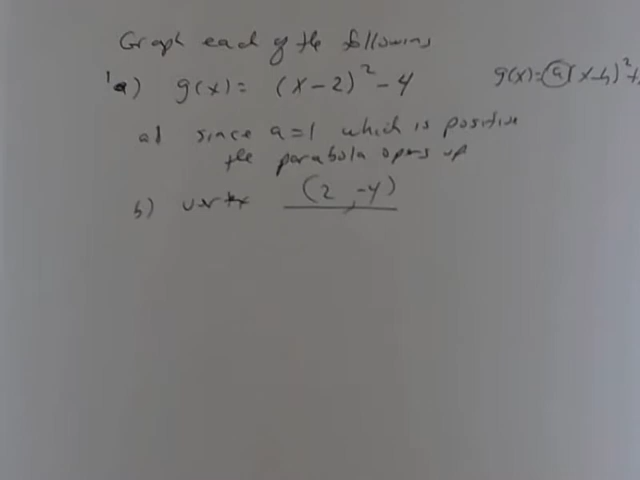 Graph each of the following
1a) g(x) = (x-2)² - 4
g(x) = a(x-h)² +
a) since a=1 which is positive
the parabola opens up
b) vertex (2, -4)